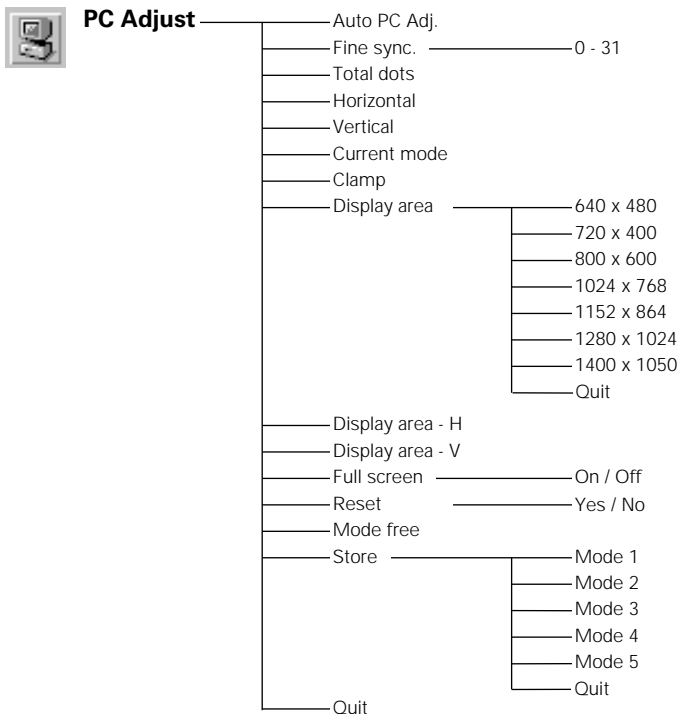 PC Adjust Auto PC Adj.
Fine sync. 0 - 31
Total dots
Horizontal
Vertical
Current mode
Clamp
Display area 640 x 480
720 x 400
800 x 600
1024 x 768
1152 x 864
1280 x 1024
1400 x 1050
Quit
Display area - H
Display area - V
Full screen On / Off
Reset Yes / No
Mode free
Store Mode 1
Mode 2
Mode 3
Mode 4
Mode 5
Quit
Quit